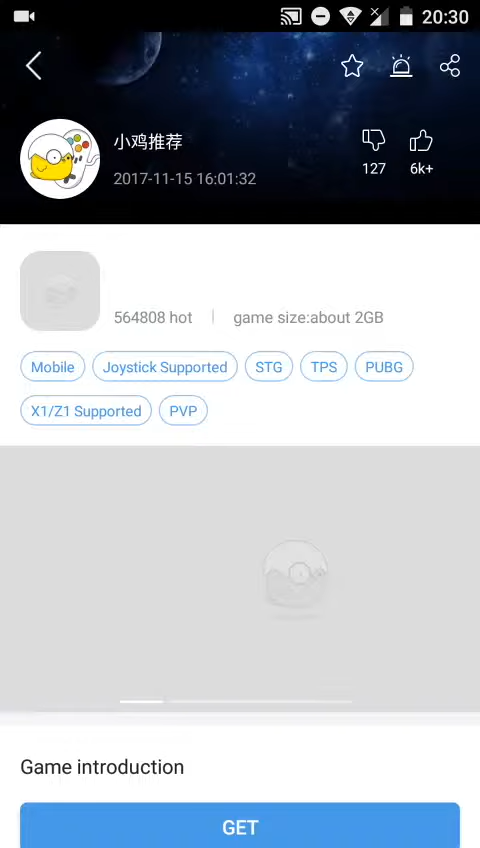 20:30
小鸡推荐
2017-11-15 16:01:32
127
6k+
564808 hot
game size:about 2GB
Mobile
Joystick Supported
STG
TPS
PUBG
X1/Z1 Supported
PVP
Game introduction
GET